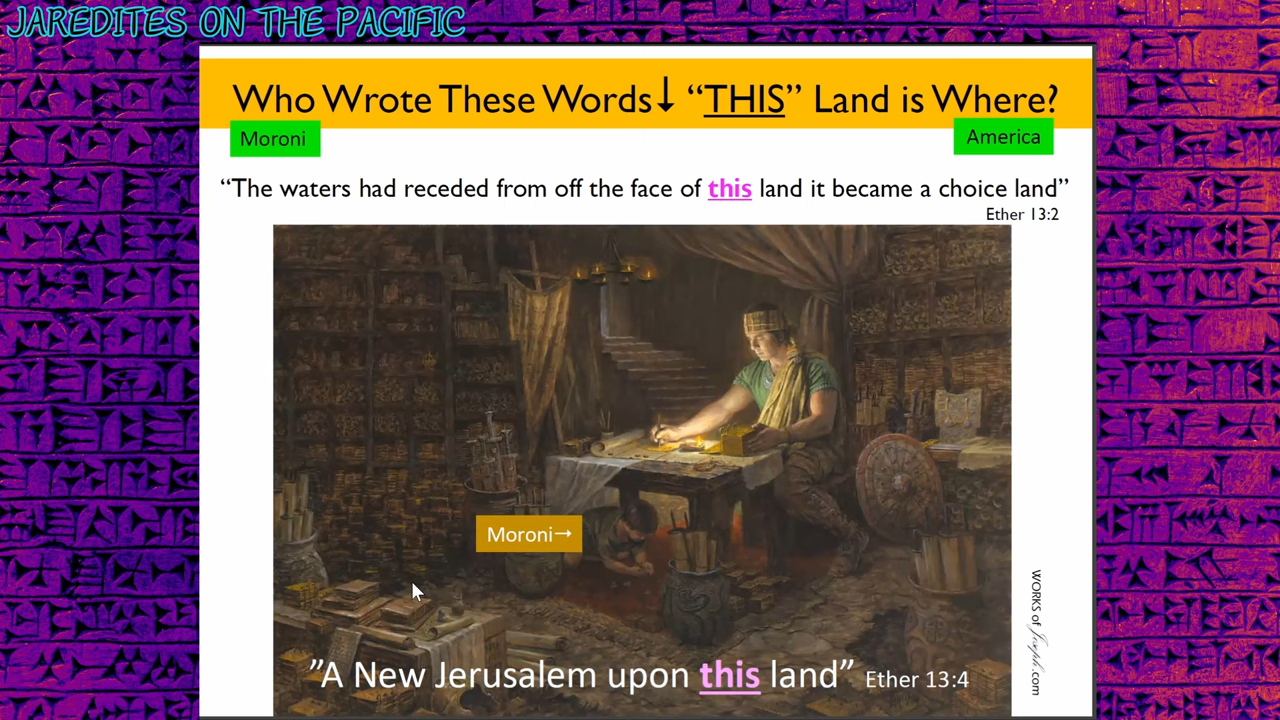 JAREDITES ON THE PACIFIC
Who Wrote These Words↓ “THIS” Land is Where?
Moroni
America
“The waters had receded from off the face of this land it became a choice land”
Ether 13:2
Moroni→
WORKS of Joseph.com
”A New Jerusalem upon this land” Ether 13:4